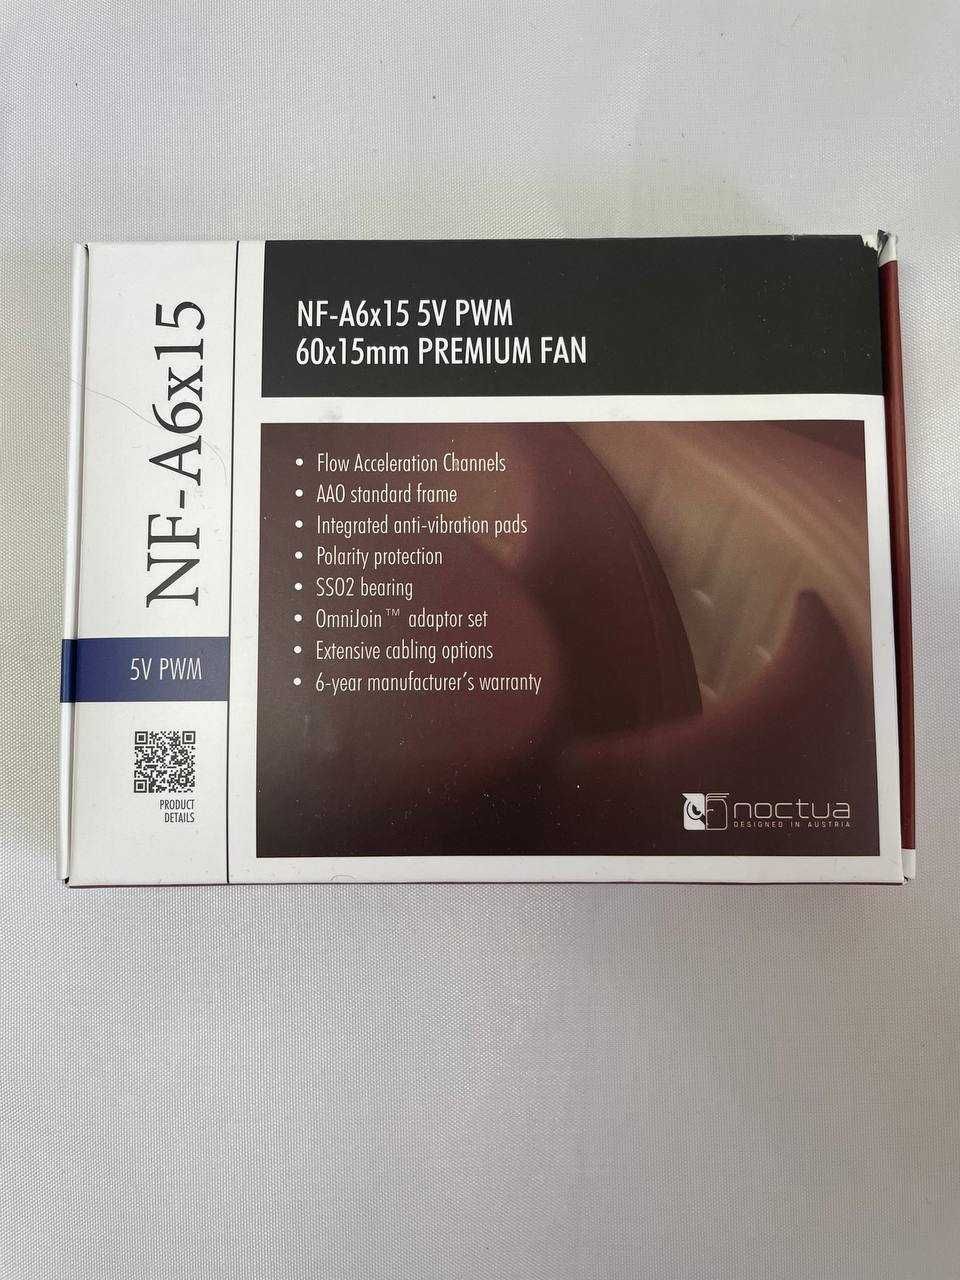 NF-A6x15
5V PWM
PRODUCT
DETAILS
NF-A6x15 5V PWM
60x15mm PREMIUM FAN
• Flow Acceleration Channels
• AAO standard frame
• Integrated anti-vibration pads
• Polarity protection
• SSO2 bearing
• OmniJoin™ adaptor set
• Extensive cabling options
• 6-year manufacturer's warranty
noctua
DESIGNED IN AUSTRIA